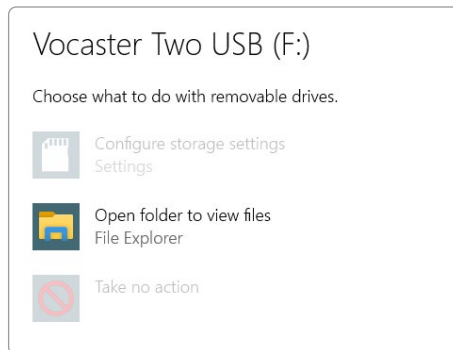 Vocaster Two USB (F:)
Choose what to do with removable drives.
Configure storage settings
Settings
Open folder to view files
File Explorer
Take no action